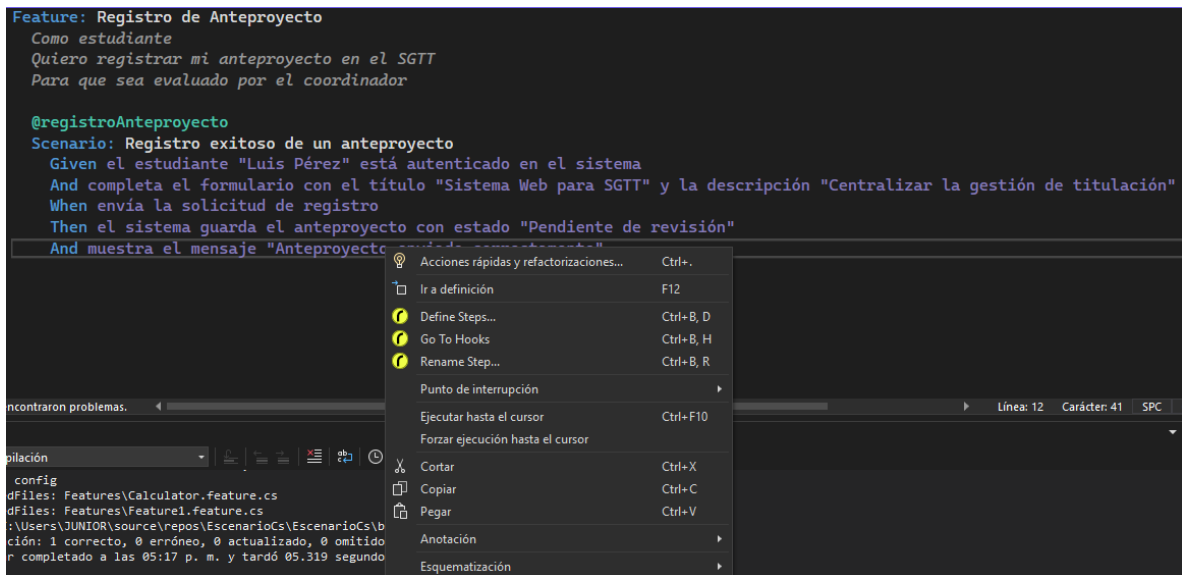 Feature: Registro de Anteproyecto
Como estudiante
Quiero registrar mi anteproyecto en el SGTT
Para que sea evaluado por el coordinador
@registroAnteproyecto
Scenario: Registro exitoso de un anteproyecto
Given el estudiante "Luis Pérez" está autenticado en el sistema
And completa el formulario con el título "Sistema Web para SGTT" y la descripción "Centralizar la gestión de titulación"
When envía la solicitud de registro
Then el sistema guarda el anteproyecto con estado "Pendiente de revisión"
And muestra el mensaje "Anteproyecto
Acciones rápidas y refactorizaciones... Ctrl+.
Ir a definición F12
Define Steps... Ctrl+B, D
Go To Hooks Ctrl+B, H
Rename Step... Ctrl+B, R
Punto de interrupción
Ejecutar hasta el cursor Ctrl+F10
Forzar ejecución hasta el cursor
Cortar Ctrl+X
Copiar Ctrl+C
Pegar Ctrl+V
Anotación
Esquematización
ncontraron problemas.
Línea: 12 Carácter: 41 SPC
pilación
config
dFiles: Features\Calculator.feature.cs
dFiles: Features\Feature1.feature.cs
:\Users\JUNIOR\source\repos\EscenarioCs\EscenarioCs\b
ción: 1 correcto, 0 erróneo, 0 actualizado, 0 omitido
r completado a las 05:17 p. m. y tardó 05.319 segundo